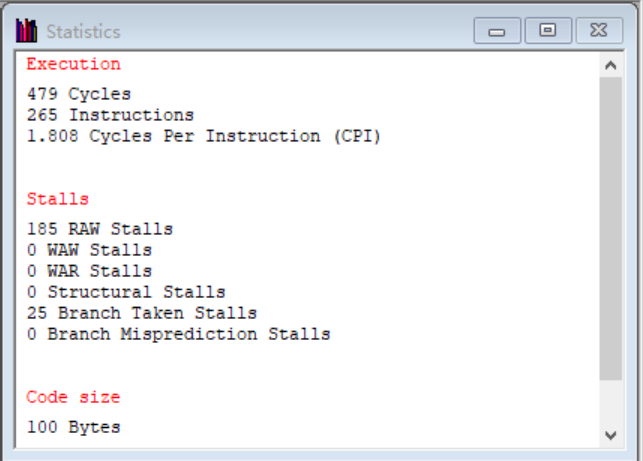 Statistics
Execution
479 Cycles
265 Instructions
1.808 Cycles Per Instruction (CPI)
Stalls
185 RAW Stalls
0 WAW Stalls
0 WAR Stalls
0 Structural Stalls
25 Branch Taken Stalls
0 Branch Misprediction Stalls
Code size
100 Bytes